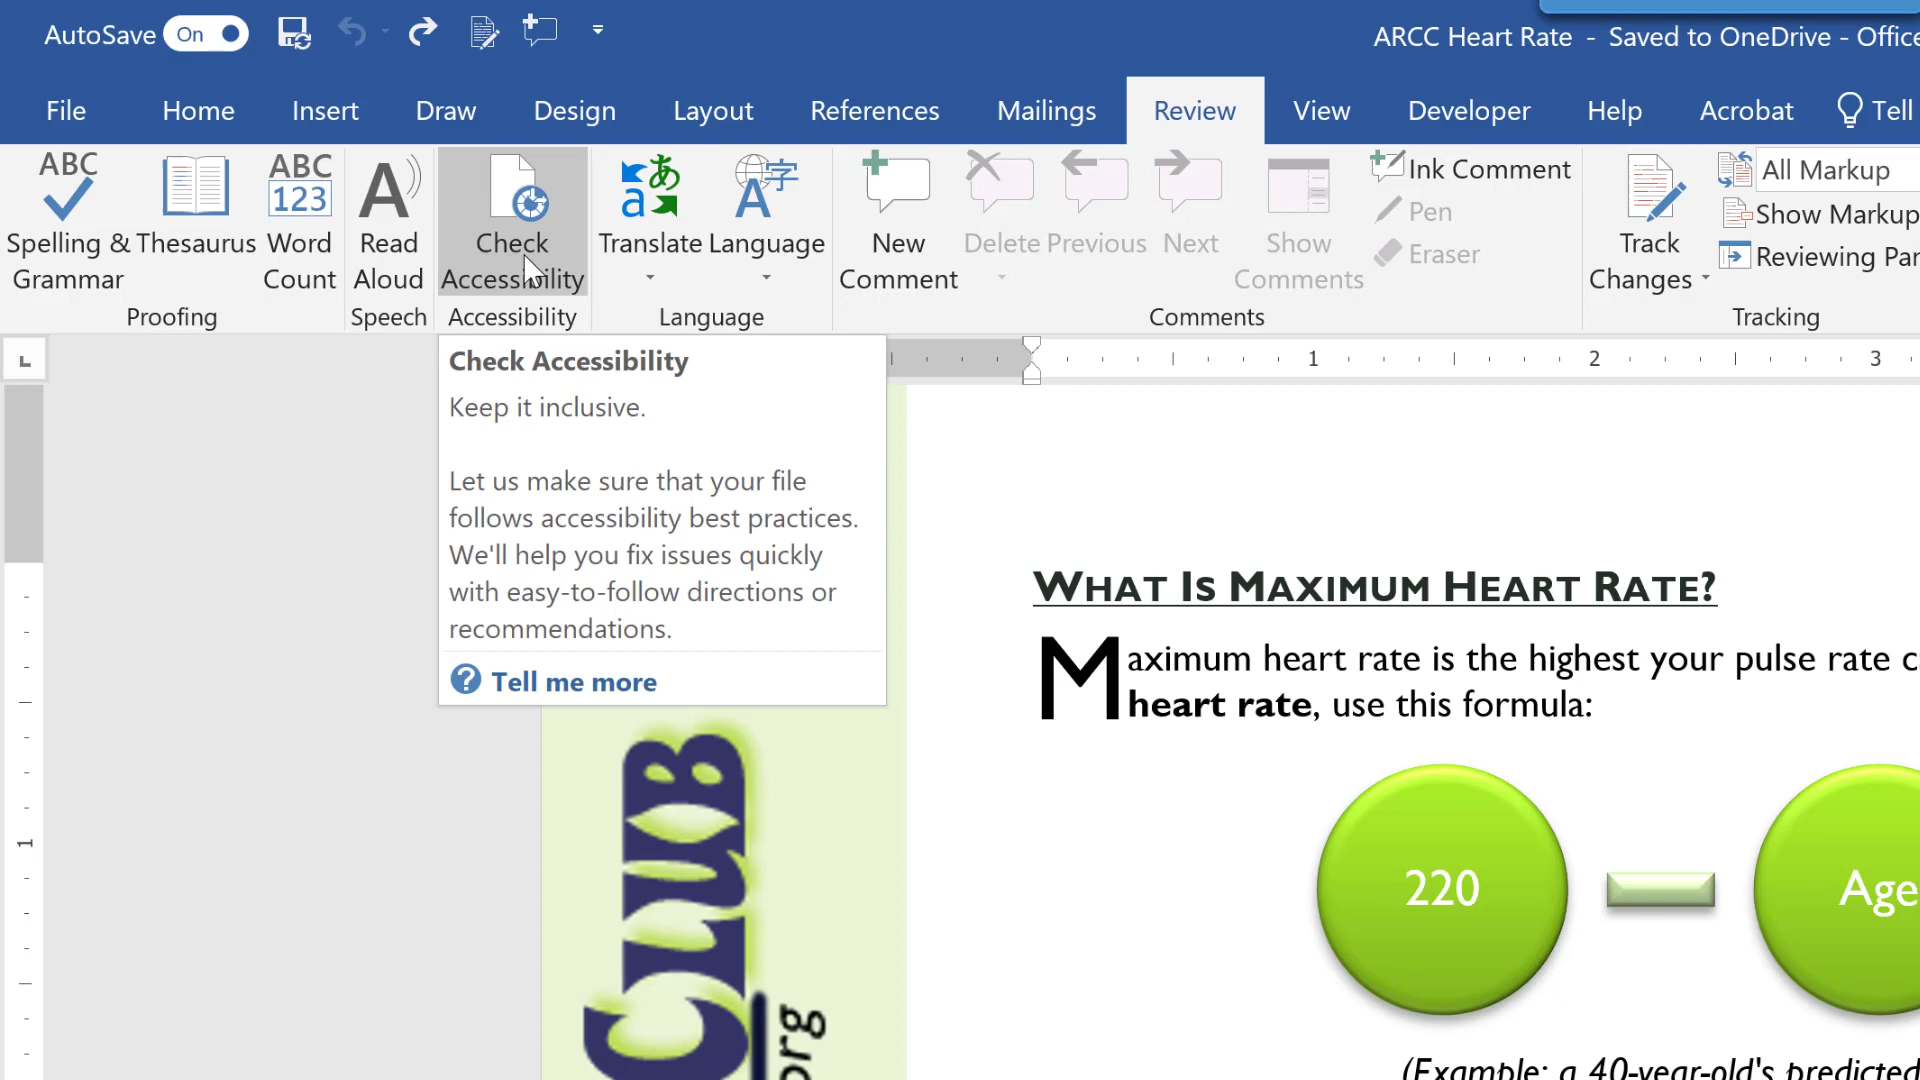 AutoSave On
ARCC Heart Rate - Saved to OneDrive - Office
File Home Insert Draw Design Layout References Mailings Review View Developer Help Acrobat Tell
ABC
Spelling & Grammar
Thesaurus
ABC 123
Word Count
Proofing
Read Aloud
Speech
Check Accessibility
Accessibility
Translate
Language
Language
New Comment
Delete
Previous
Next
Show Comments
Ink Comment
Pen
Eraser
Comments
Track Changes
All Markup
Show Markup
Reviewing Pan
Tracking
Check Accessibility
Keep it inclusive.
Let us make sure that your file
follows accessibility best practices.
We'll help you fix issues quickly
with easy-to-follow directions or
recommendations.
Tell me more
1 2 3
1
CLUB
org
WHAT IS MAXIMUM HEART RATE?
Maximum heart rate is the highest your pulse rate c
heart rate, use this formula:
220
Age
(Example: a 40-year-old's predicted